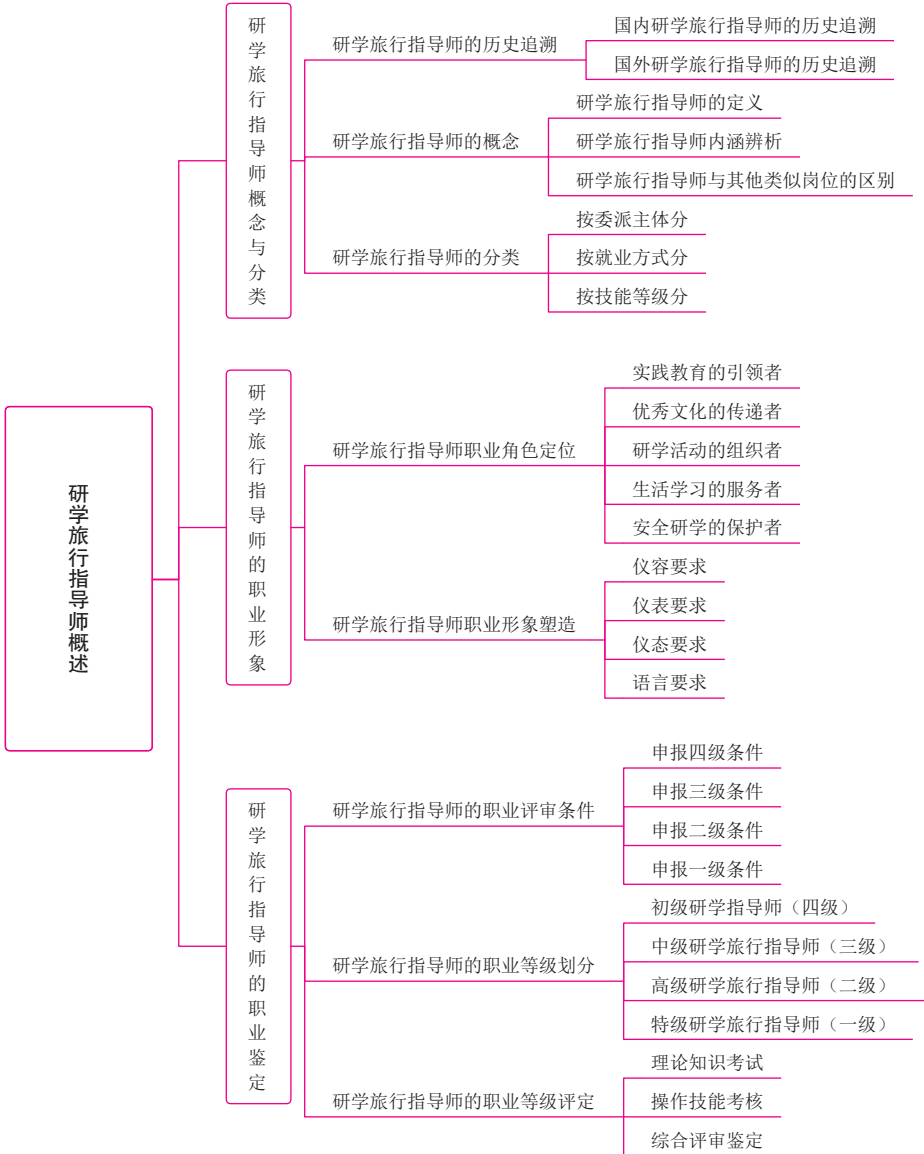 研学旅行指导师概述
研学旅行指导师概念与分类
研学旅行指导师的历史追溯
国内研学旅行指导师的历史追溯
国外研学旅行指导师的历史追溯
研学旅行指导师的概念
研学旅行指导师的定义
研学旅行指导师内涵辨析
研学旅行指导师与其他类似岗位的区别
研学旅行指导师的分类
按委派主体分
按就业方式分
按技能等级分
研学旅行指导师的职业形象
研学旅行指导师职业角色定位
实践教育的引领者
优秀文化的传递者
研学活动的组织者
生活学习的服务者
安全研学的保护者
研学旅行指导师职业形象塑造
仪容要求
仪表要求
仪态要求
语言要求
研学旅行指导师的职业鉴定
研学旅行指导师的职业评审条件
申报四级条件
申报三级条件
申报二级条件
申报一级条件
研学旅行指导师的职业等级划分
初级研学指导师（四级）
中级研学旅行指导师（三级）
高级研学旅行指导师（二级）
特级研学旅行指导师（一级）
研学旅行指导师的职业等级评定
理论知识考试
操作技能考核
综合评审鉴定